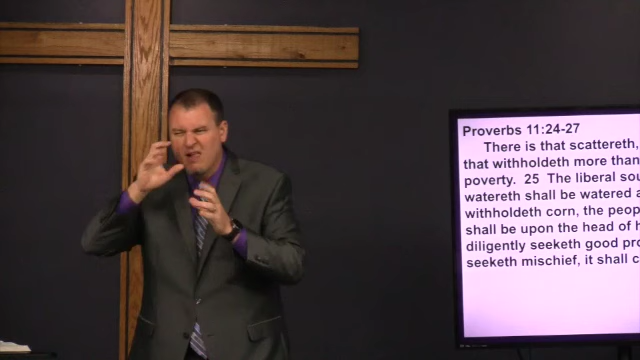 Proverbs 11:24-27
There is that scattereth,
that withholdeth more than
poverty. 25 The liberal sou
watereth shall be watered a
withholdeth corn, the peop
shall be upon the head of h
diligently seeketh good pro
seeketh mischief, it shall c